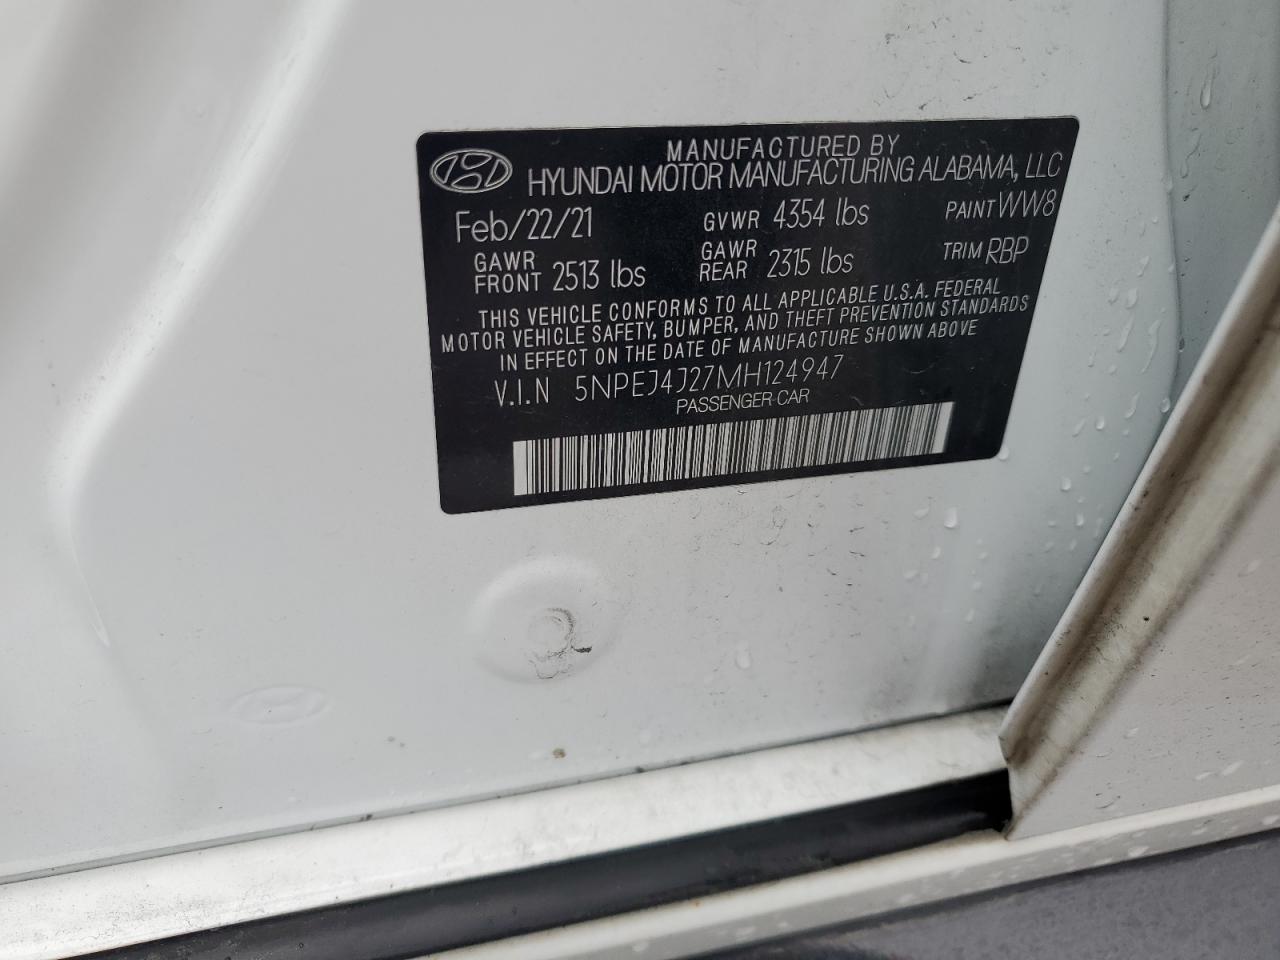 MANUFACTURED BY
HYUNDAI MOTOR MANUFACTURING ALABAMA, LLC
Feb/22/21 GVWR 4354 lbs PAINT WW8
GAWR FRONT 2513 lbs GAWR REAR 2315 lbs TRIM RBP
THIS VEHICLE CONFORMS TO ALL APPLICABLE U.S.A. FEDERAL
MOTOR VEHICLE SAFETY, BUMPER, AND THEFT PREVENTION STANDARDS
IN EFFECT ON THE DATE OF MANUFACTURE SHOWN ABOVE
V.I.N 5NPEJ4J27MH124947
PASSENGER CAR